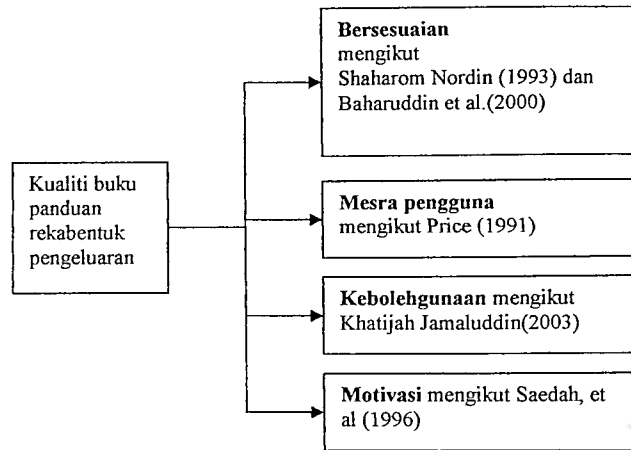 Kualiti buku
panduan
rekabentuk
pengeluaran
Bersesuaian
mengikut
Shaharom Nordin (1993) dan
Baharuddin et al.(2000)
Mesra pengguna
mengikut Price (1991)
Kebolehgunaan mengikut
Khatijah Jamaluddin(2003)
Motivasi mengikut Saedah, et
al (1996)